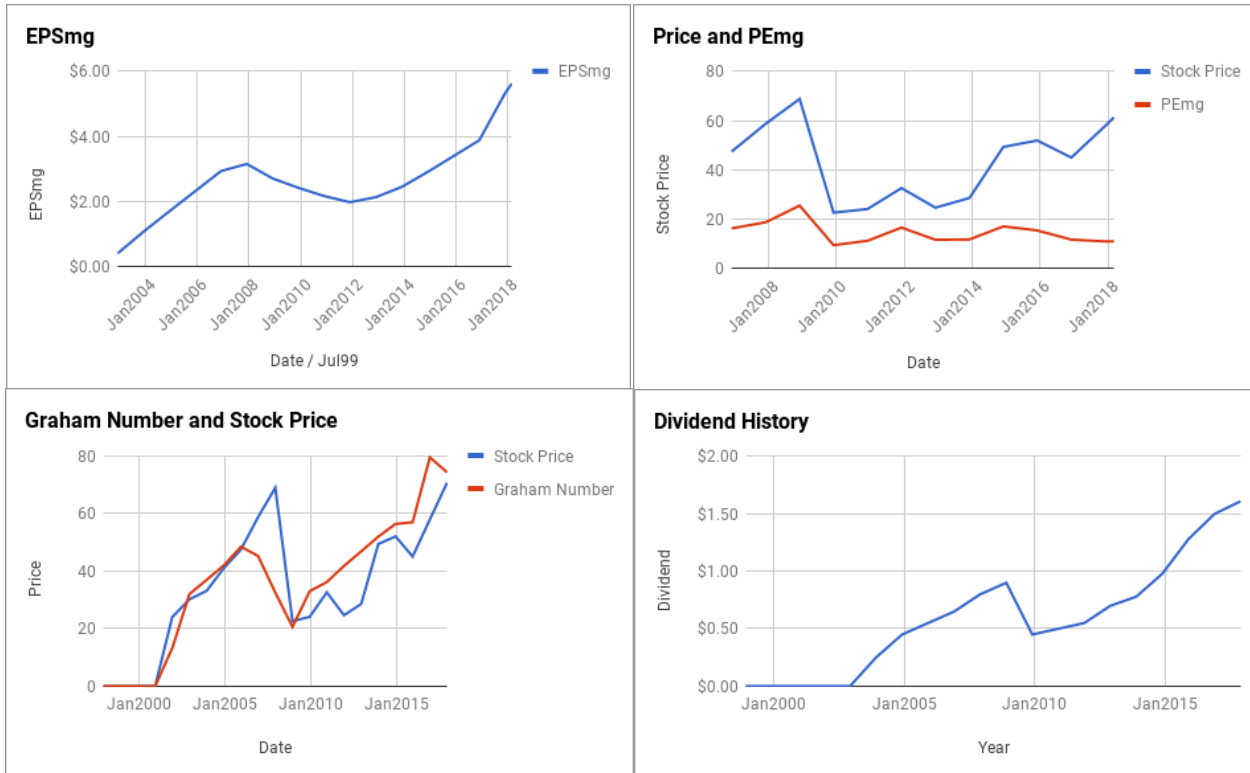 EPSmg
EPSmg
$6.00
$4.00
$2.00
$0.00
EPSmg
Jan2004
Jan2006
Jan2008
Jan2010
Jan2012
Jan2014
Jan2016
Jan2018
Date / Jul99
Price and PEmg
Stock Price
PEmg
80
60
40
20
0
Stock Price
Jan2008
Jan2010
Jan2012
Jan2014
Jan2016
Jan2018
Date
Graham Number and Stock Price
Stock Price
Graham Number
80
60
40
20
0
Price
Jan2000
Jan2005
Jan2010
Jan2015
Date
Dividend History
$2.00
$1.50
$1.00
$0.50
$0.00
Dividend
Jan2000
Jan2005
Jan2010
Jan2015
Year